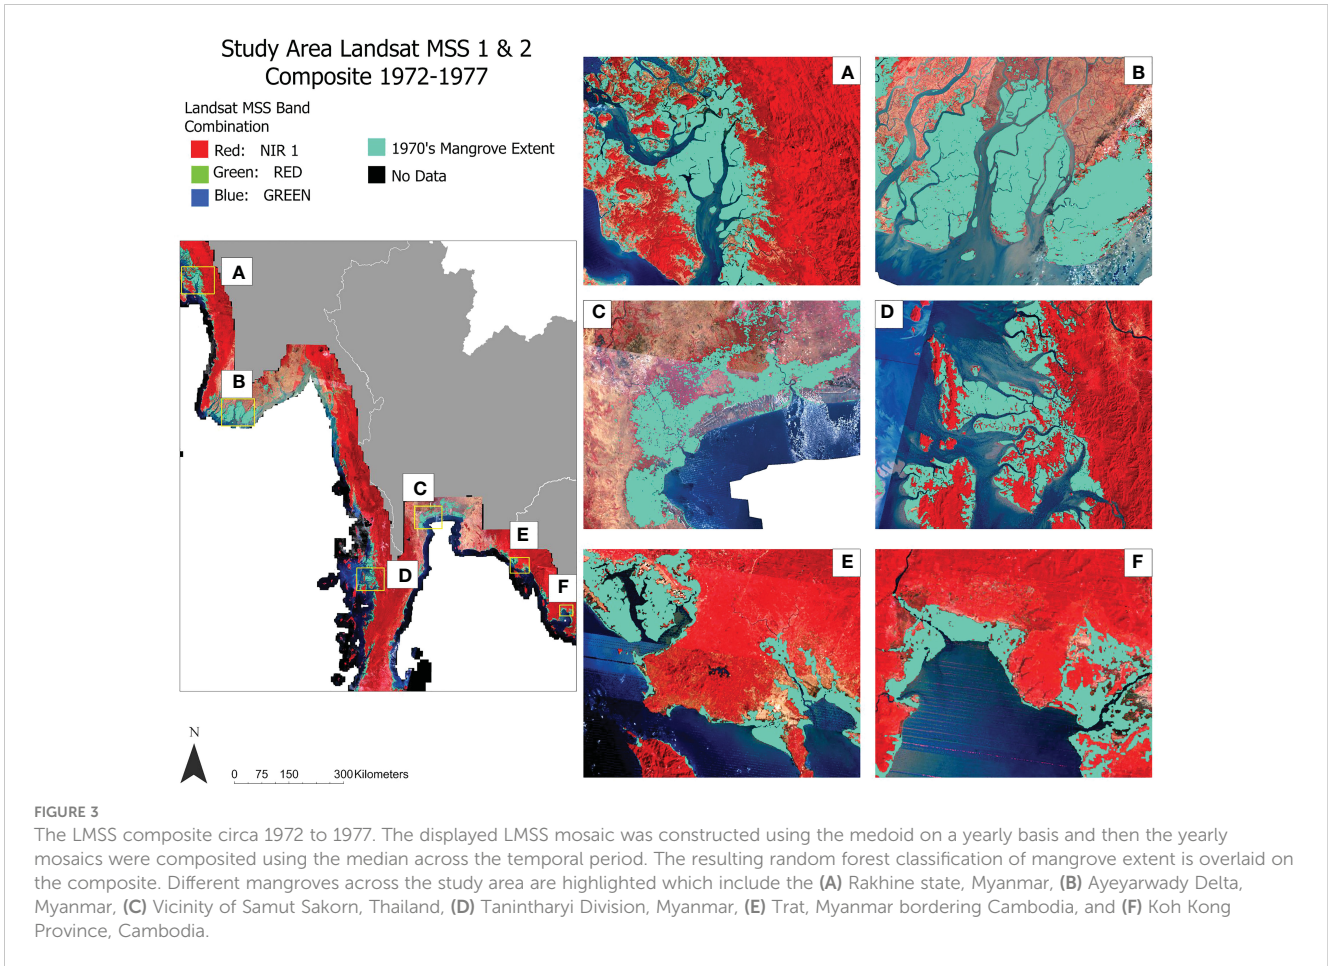 Study Area Landsat MSS 1 & 2
Composite 1972-1977
Landsat MSS Band
Combination
Red: NIR 1
Green: RED
Blue: GREEN
1970's Mangrove Extent
No Data
A
B
C
D
E
F
A
B
C
D
E
F
N
0 75 150 300 Kilometers
FIGURE 3
The LMSS composite circa 1972 to 1977. The displayed LMSS mosaic was constructed using the medoid on a yearly basis and then the yearly
mosaics were composited using the median across the temporal period. The resulting random forest classification of mangrove extent is overlaid on
the composite. Different mangroves across the study area are highlighted which include the (A) Rakhine state, Myanmar, (B) Ayeyarwady Delta,
Myanmar, (C) Vicinity of Samut Sakorn, Thailand, (D) Tanintharyi Division, Myanmar, (E) Trat, Myanmar bordering Cambodia, and (F) Koh Kong
Province, Cambodia.